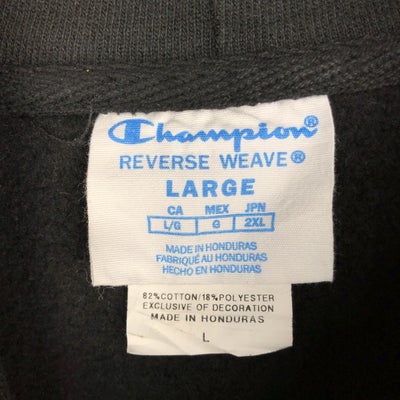 Champion®
REVERSE WEAVE®
LARGE
CA MEX JPN
L/G G 2XL
MADE IN HONDURAS
FABRIQUÉ AU HONDURAS
HECHO EN HONDURAS
82%COTTON/18%POLYESTER
EXCLUSIVE OF DECORATION
MADE IN HONDURAS
L